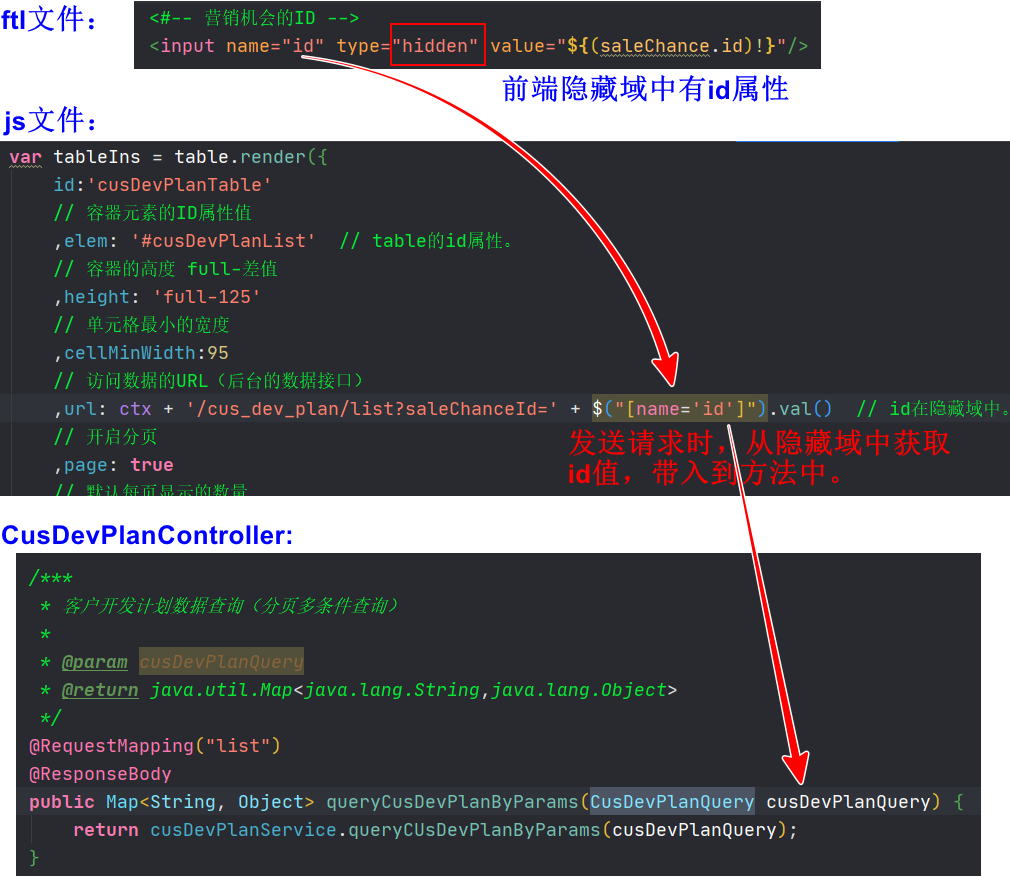 ftl文件：
<#-- 营销机会的ID -->
<input name="id" type="hidden" value="${(saleChance.id)!}"/>
前端隐藏域中有id属性
js文件：
var tableIns = table.render({
id:'cusDevPlanTable'
// 容器元素的ID属性值
,elem: '#cusDevPlanList'  // table的id属性。
// 容器的高度 full-差值
,height: 'full-125'
// 单元格最小的宽度
,cellMinWidth:95
// 访问数据的URL（后台的数据接口）
,url: ctx + '/cus_dev_plan/list?saleChanceId=' + $("[name='id']").val()  // id在隐藏域中。
// 开启分页
,page: true
// 默认每页显示的数量
发送请求时，从隐藏域中获取
id值，带入到方法中。
CusDevPlanController:
/***
* 客户开发计划数据查询（分页多条件查询）
*
* @param cusDevPlanQuery
* @return java.util.Map<java.lang.String,java.lang.Object>
*/
@RequestMapping("list")
@ResponseBody
public Map<String, Object> queryCusDevPlanByParams(CusDevPlanQuery cusDevPlanQuery) {
return cusDevPlanService.queryCUsDevPlanByParams(cusDevPlanQuery);
}